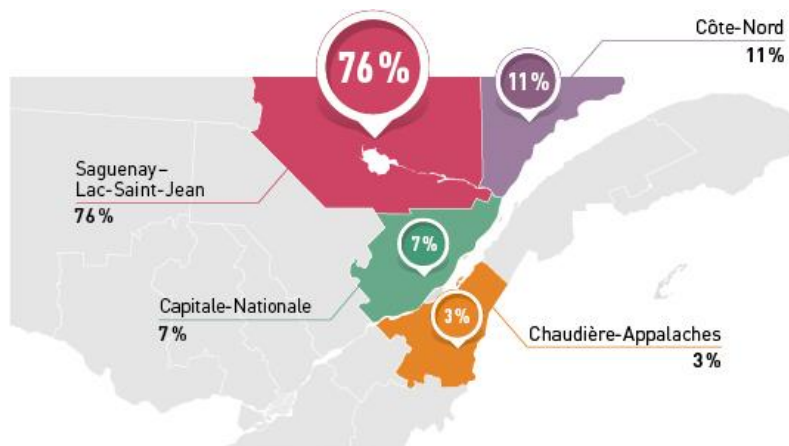 76 %
11 %
Côte-Nord
11 %
Saguenay–
Lac-Saint-Jean
76 %
7 %
Capitale-Nationale
7 %
3 %
Chaudière-Appalaches
3 %